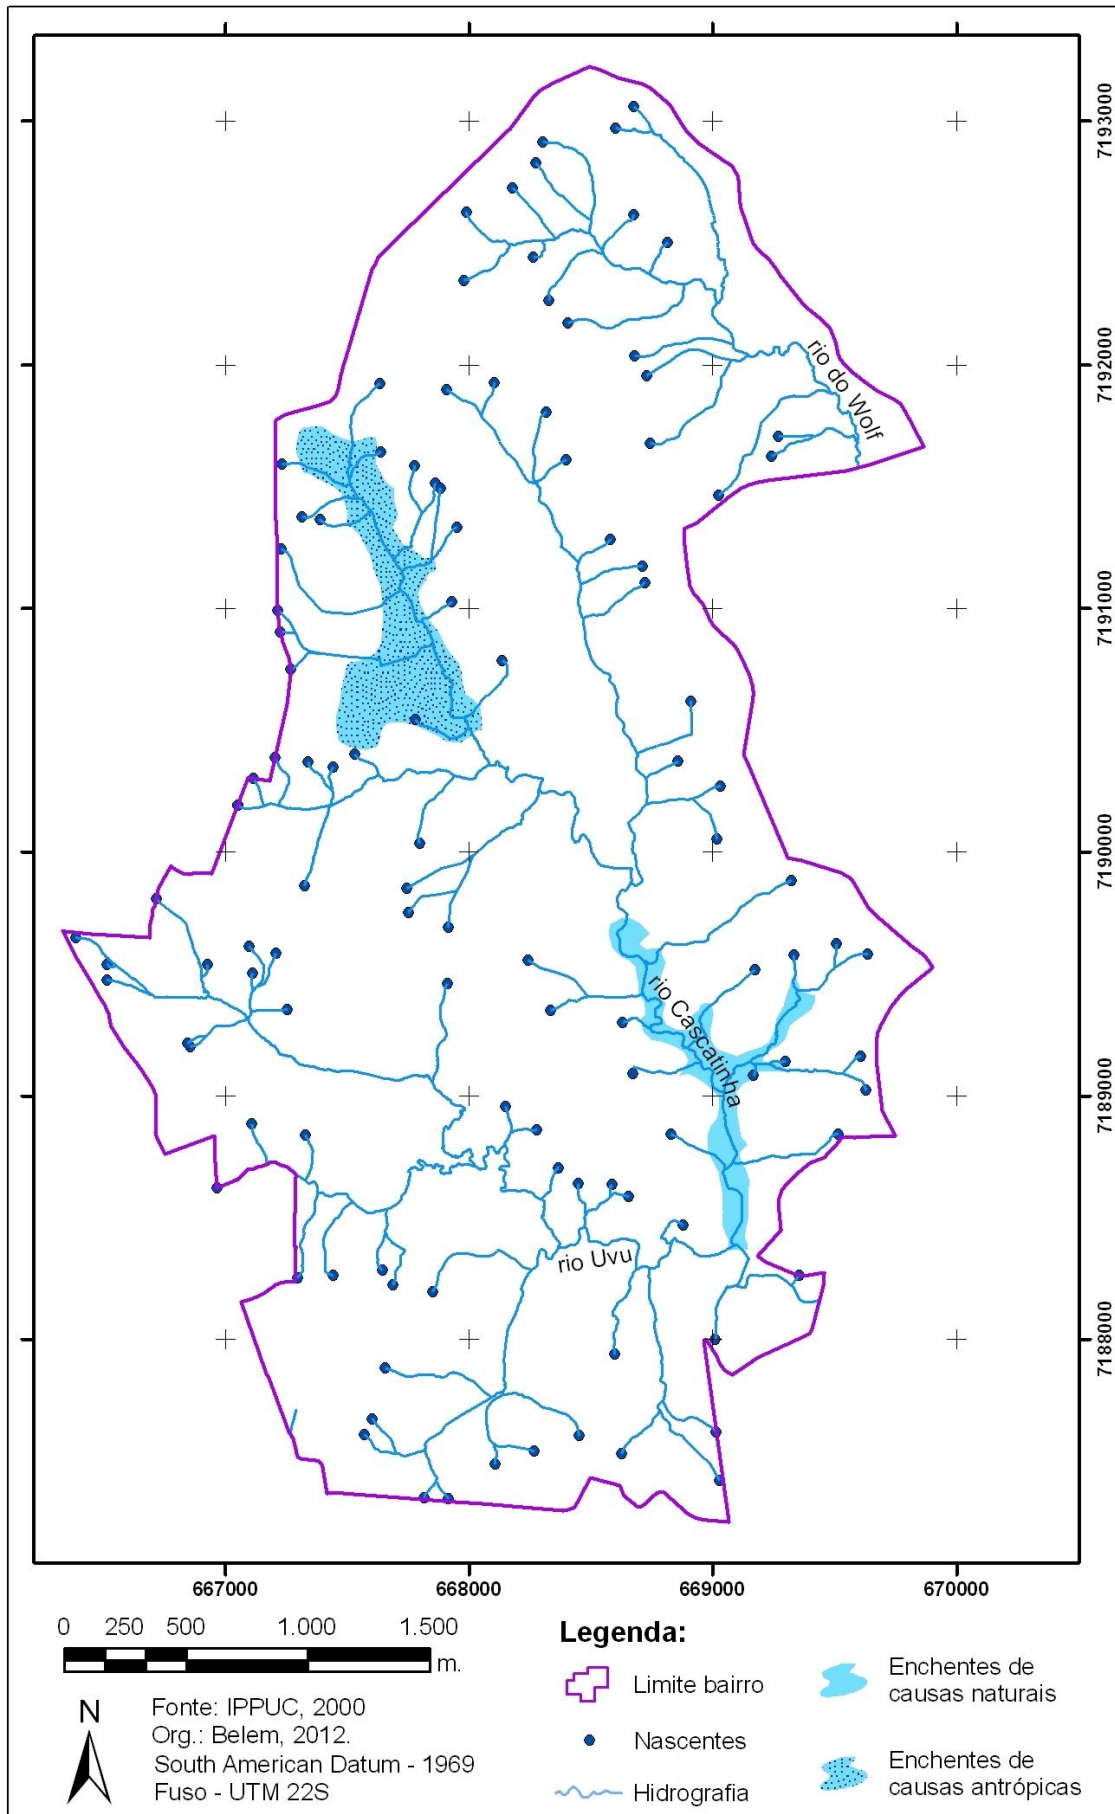 7193000
rio do Wolf
7192000
7191000
7190000
rio Cascatinha
7189000
rio Uvu
7188000
667000
668000
669000
670000
0 250 500 1.000 1.500
m.
N
Fonte: IPPUC, 2000
Org.: Belem, 2012.
South American Datum - 1969
Fuso - UTM 22S
Legenda:
Limite bairro
Nascentes
Hidrografia
Enchentes de
causas naturais
Enchentes de
causas antrópicas